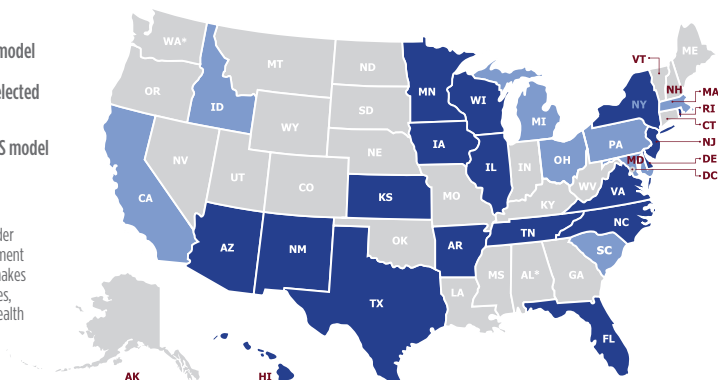 model
elected
S model
der
ment
nakes
es,
ealth
WA*
MT
ND
OR
ID
WY
SD
MN
WI
MI
NY
VT
ME
NH
MA
RI
CT
NJ
DE
DC
MD
PA
OH
IN
IL
IA
NE
NV
UT
CO
CA
KS
MO
KY
WV
VA
NC
TN
SC
AZ
NM
OK
AR
MS
AL*
GA
TX
LA
FL
AK
HI